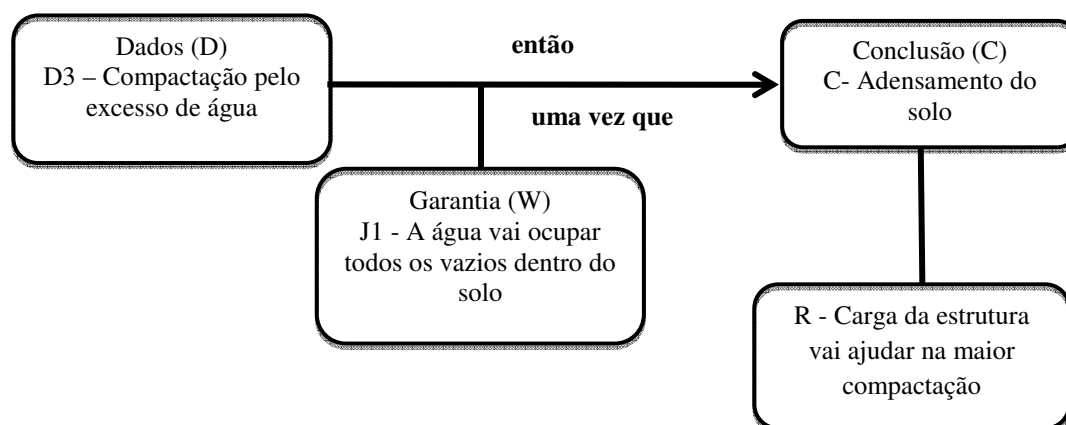 Dados (D)
D3 – Compactação pelo
excesso de água
então
uma vez que
Conclusão (C)
C- Adensamento do
solo
Garantia (W)
J1 - A água vai ocupar
todos os vazios dentro do
solo
R - Carga da estrutura
vai ajudar na maior
compactação